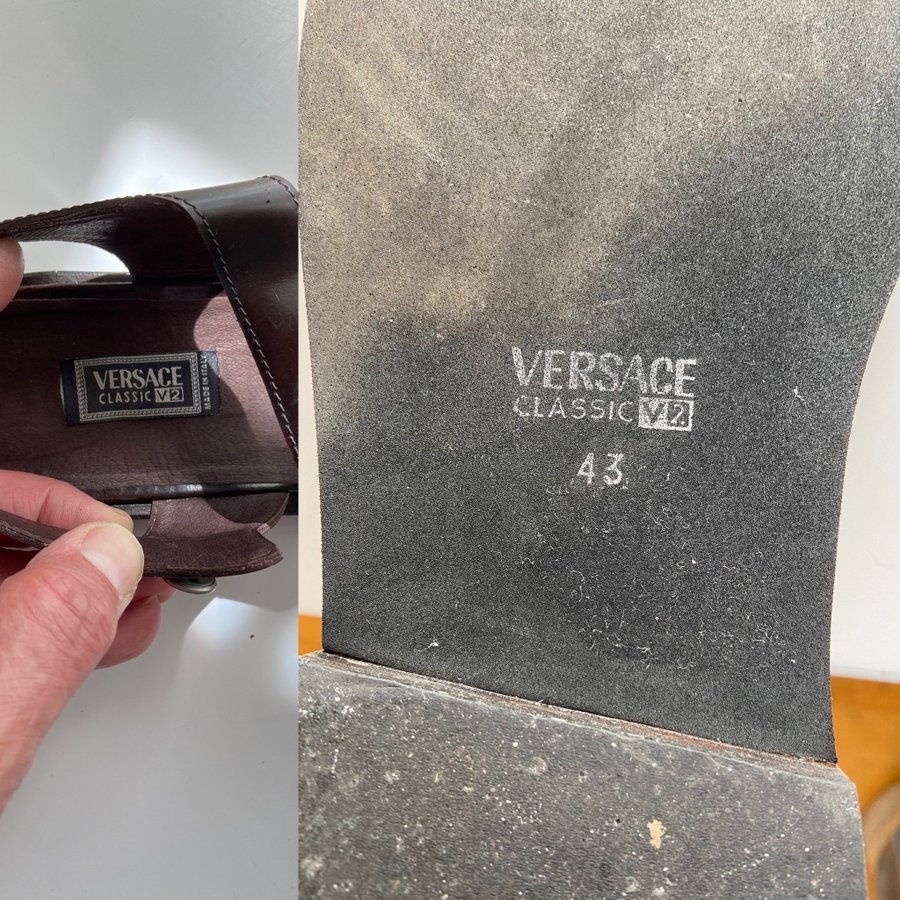 VERSACE
CLASSIC V2
MADE IN ITALY
VERSACE
CLASSIC V2
43